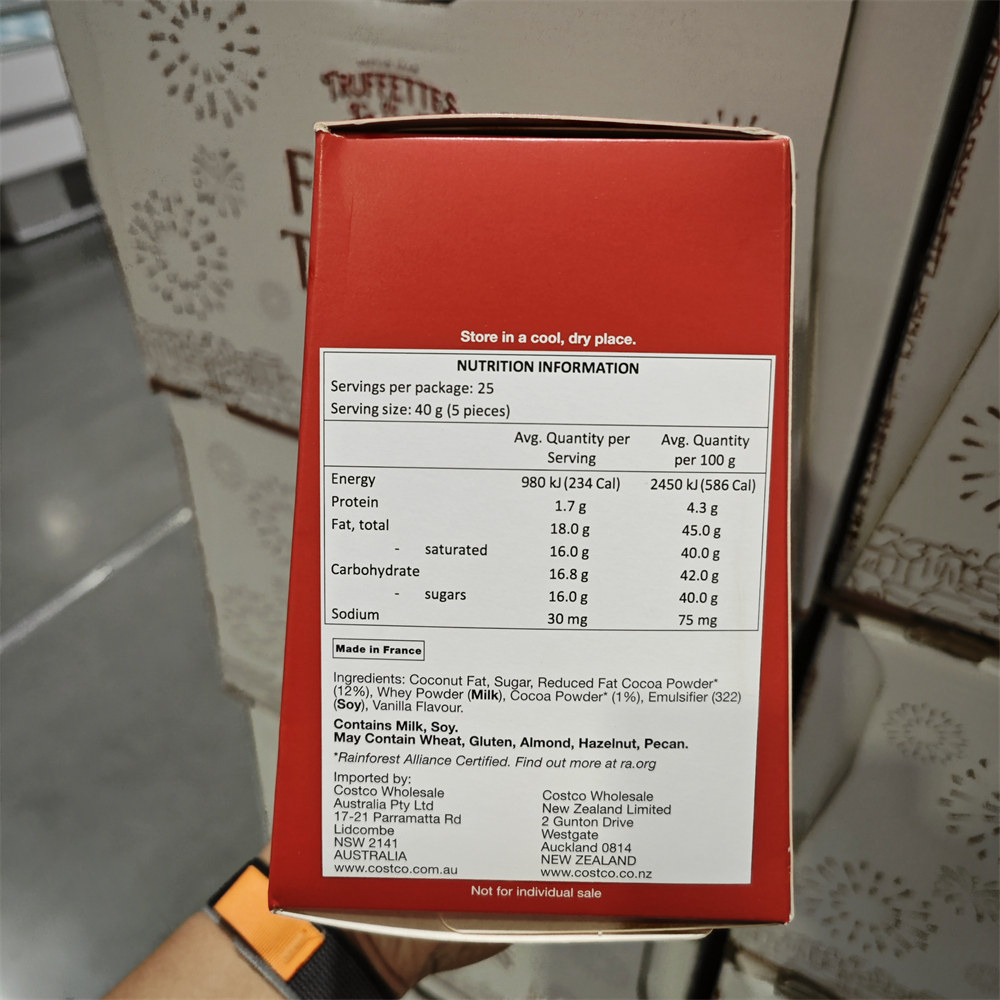 TRUFFETTES
Store in a cool, dry place.
NUTRITION INFORMATION
Servings per package: 25
Serving size: 40 g (5 pieces)
Avg. Quantity per Serving Avg. Quantity per 100 g
Energy 980 kJ (234 Cal) 2450 kJ (586 Cal)
Protein 1.7 g 4.3 g
Fat, total 18.0 g 45.0 g
- saturated 16.0 g 40.0 g
Carbohydrate 16.8 g 42.0 g
- sugars 16.0 g 40.0 g
Sodium 30 mg 75 mg
Made in France
Ingredients: Coconut Fat, Sugar, Reduced Fat Cocoa Powder*
(12%), Whey Powder (Milk), Cocoa Powder* (1%), Emulsifier (322)
(Soy), Vanilla Flavour.
Contains Milk, Soy.
May Contain Wheat, Gluten, Almond, Hazelnut, Pecan.
*Rainforest Alliance Certified. Find out more at ra.org
Imported by:
Costco Wholesale
Australia Pty Ltd
17-21 Parramatta Rd
Lidcombe
NSW 2141
AUSTRALIA
www.costco.com.au
Costco Wholesale
New Zealand Limited
2 Gunton Drive
Westgate
Auckland 0814
NEW ZEALAND
www.costco.co.nz
Not for individual sale